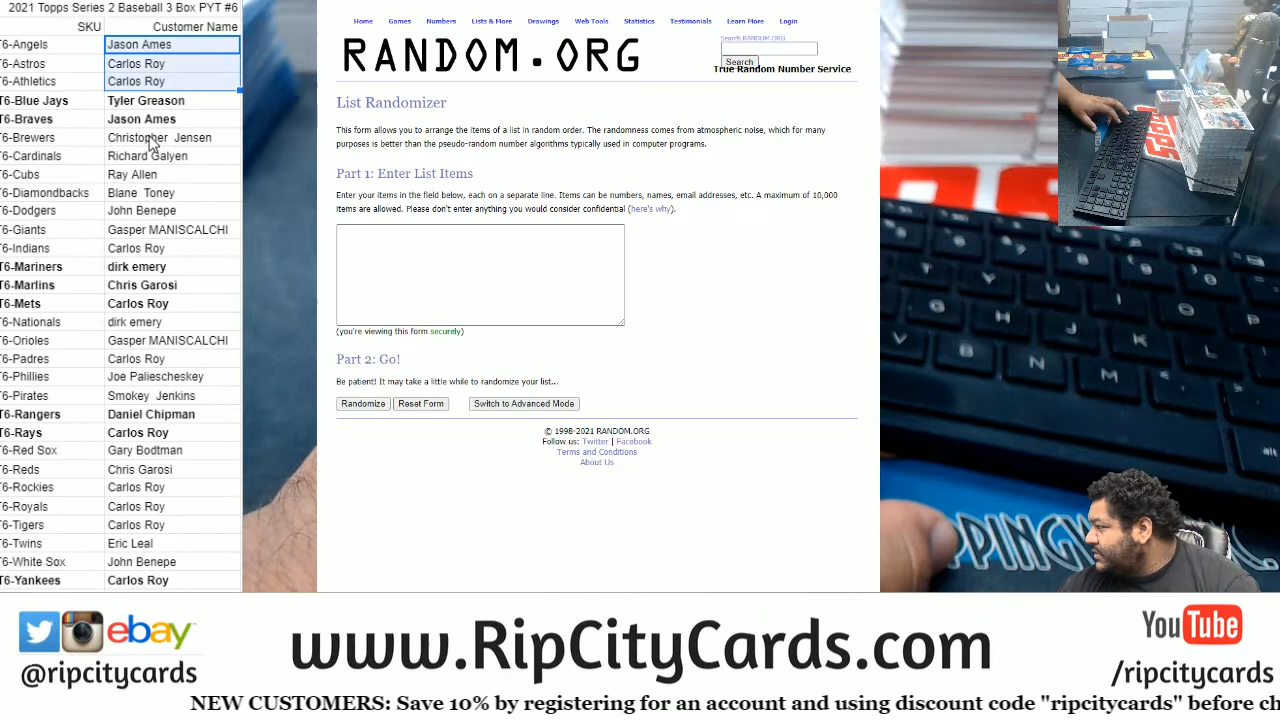 2021 Topps Series 2 Baseball 3 Box PYT #6
SKU Customer Name
T6-Angels Jason Ames
T6-Astros Carlos Roy
T6-Athletics Carlos Roy
T6-Blue Jays Tyler Greason
T6-Braves Jason Ames
T6-Brewers Christopher Jensen
T6-Cardinals Richard Galyen
T6-Cubs Ray Allen
T6-Diamondbacks Blane Toney
T6-Dodgers John Benepe
T6-Giants Gasper MANISCALCHI
T6-Indians Carlos Roy
T6-Mariners dirk emery
T6-Marlins Chris Garosi
T6-Mets Carlos Roy
T6-Nationals dirk emery
T6-Orioles Gasper MANISCALCHI
T6-Padres Carlos Roy
T6-Phillies Joe Paliescheskey
T6-Pirates Smokey Jenkins
T6-Rangers Daniel Chipman
T6-Rays Carlos Roy
T6-Red Sox Gary Bodtman
T6-Reds Chris Garosi
T6-Rockies Carlos Roy
T6-Royals Carlos Roy
T6-Tigers Carlos Roy
T6-Twins Eric Leal
T6-White Sox John Benepe
T6-Yankees Carlos Roy
Home Games Numbers Lists & More Drawings Web Tools Statistics Testimonials Learn More Login
RANDOM.ORG
Search RANDOM.ORG
Search
True Random Number Service
List Randomizer
This form allows you to arrange the items of a list in random order. The randomness comes from atmospheric noise, which for many
purposes is better than the pseudo-random number algorithms typically used in computer programs.
Part 1: Enter List Items
Enter your items in the field below, each on a separate line. Items can be numbers, names, email addresses, etc. A maximum of 10,000
items are allowed. Please don't enter anything you would consider confidential (here's why).
(you're viewing this form securely)
Part 2: Go!
Be patient! It may take a little while to randomize your list...
Randomize Reset Form Switch to Advanced Mode
© 1998-2021 RANDOM.ORG
Follow us: Twitter | Facebook
Terms and Conditions
About Us
ebay
@ripcitycards
www.RipCityCards.com
YouTube
/ripcitycards
NEW CUSTOMERS: Save 10% by registering for an account and using discount code "ripcitycards" before ch